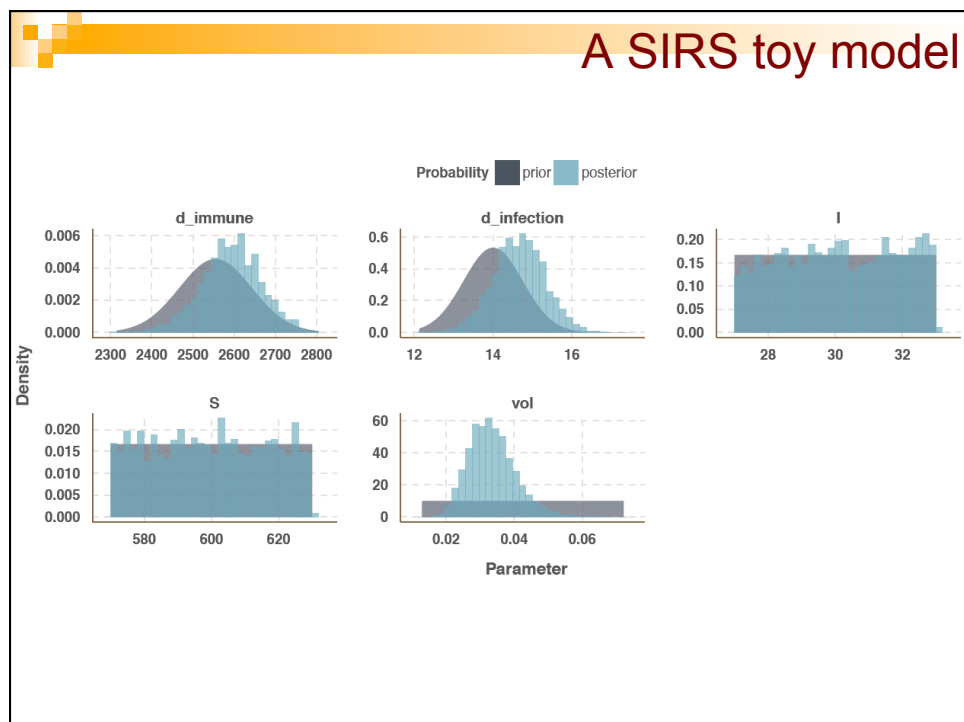 A SIRS toy model
Probability prior posterior
d_immune
0.006
0.004
0.002
0.000
2300 2400 2500 2600 2700 2800
d_infection
0.6
0.4
0.2
0.0
12 14 16
I
0.20
0.15
0.10
0.05
0.00
28 30 32
Density
S
0.020
0.015
0.010
0.005
0.000
580 600 620
vol
60
40
20
0
0.02 0.04 0.06
Parameter